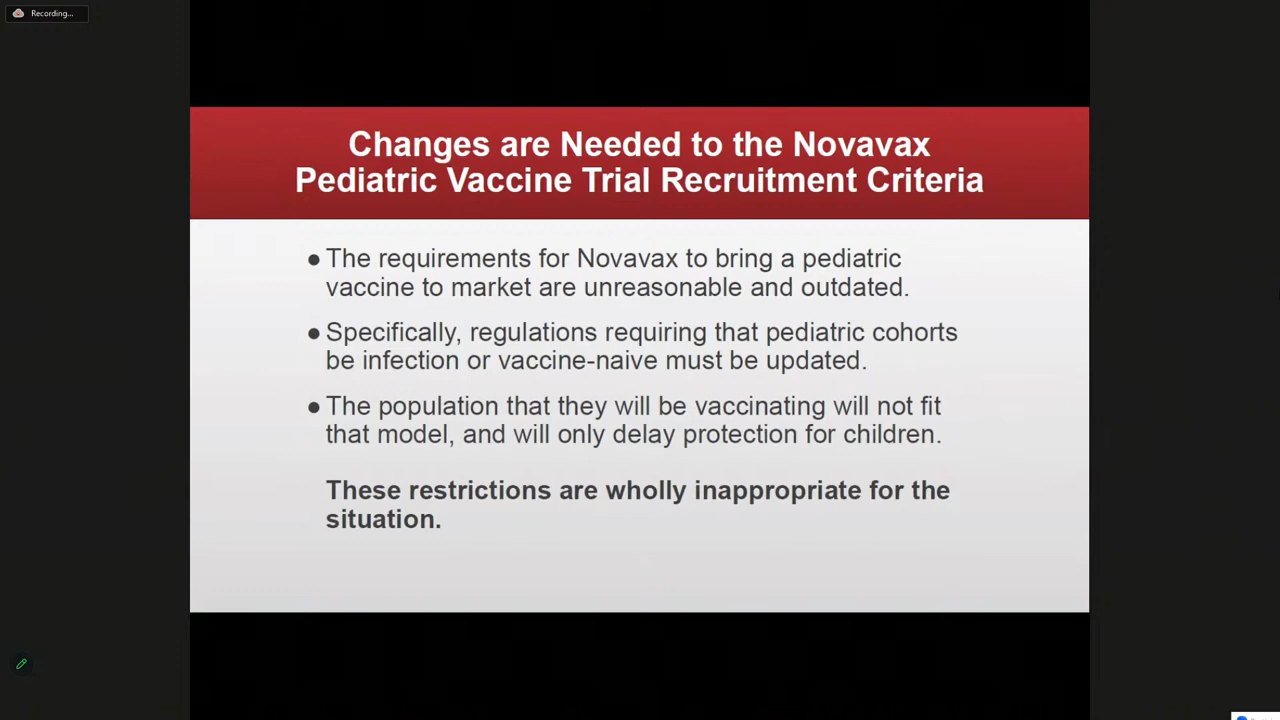 Recording...
Changes are Needed to the Novavax
Pediatric Vaccine Trial Recruitment Criteria
●The requirements for Novavax to bring a pediatric
vaccine to market are unreasonable and outdated.
●Specifically, regulations requiring that pediatric cohorts
be infection or vaccine-naive must be updated.
●The population that they will be vaccinating will not fit
that model, and will only delay protection for children.
These restrictions are wholly inappropriate for the
situation.